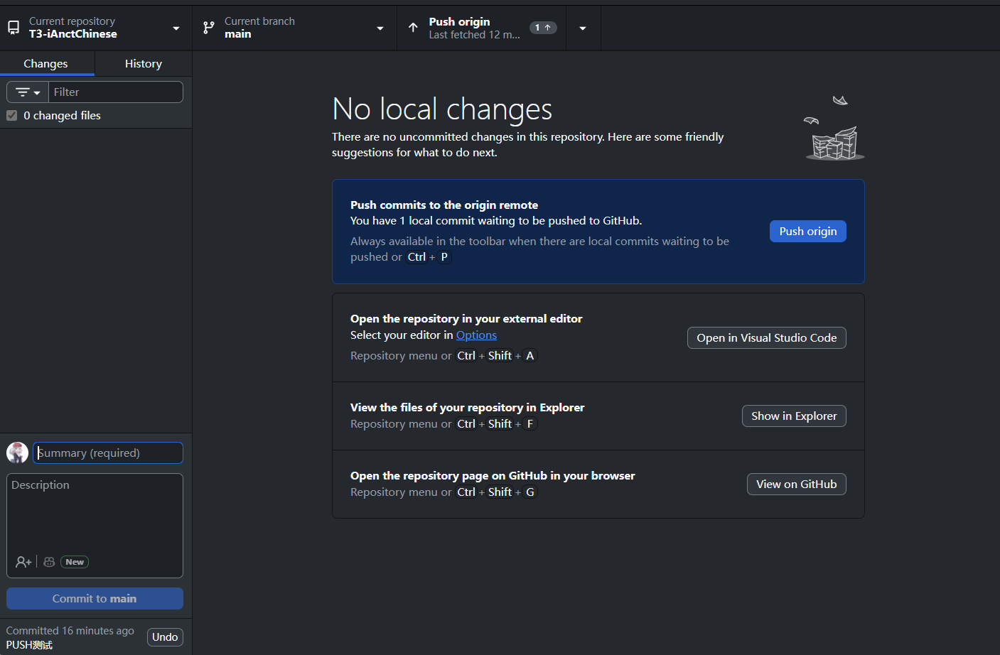 Current repository
T3-iAnctChinese
Current branch
main
Push origin
Last fetched 12 m...
1
Changes
History
Filter
0 changed files
No local changes
There are no uncommitted changes in this repository. Here are some friendly
suggestions for what to do next.
Push commits to the origin remote
You have 1 local commit waiting to be pushed to GitHub.
Always available in the toolbar when there are local commits waiting to be
pushed or Ctrl + P
Push origin
Open the repository in your external editor
Select your editor in Options
Repository menu or Ctrl + Shift + A
Open in Visual Studio Code
View the files of your repository in Explorer
Repository menu or Ctrl + Shift + F
Show in Explorer
Open the repository page on GitHub in your browser
Repository menu or Ctrl + Shift + G
View on GitHub
Summary (required)
Description
New
Commit to main
Committed 16 minutes ago
PUSH测试
Undo